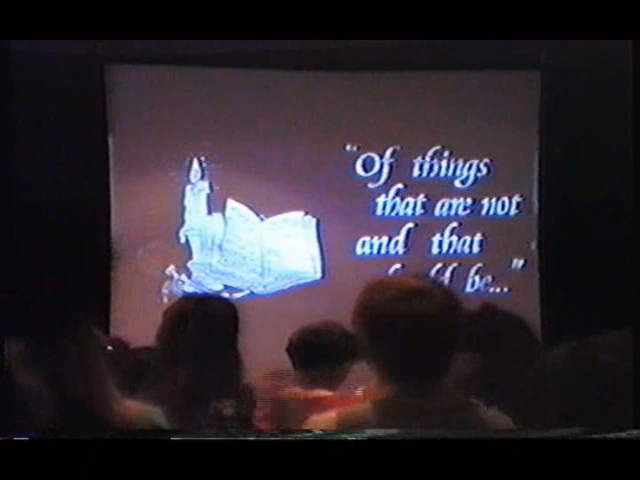 "Of things
that are not
and that
be..."